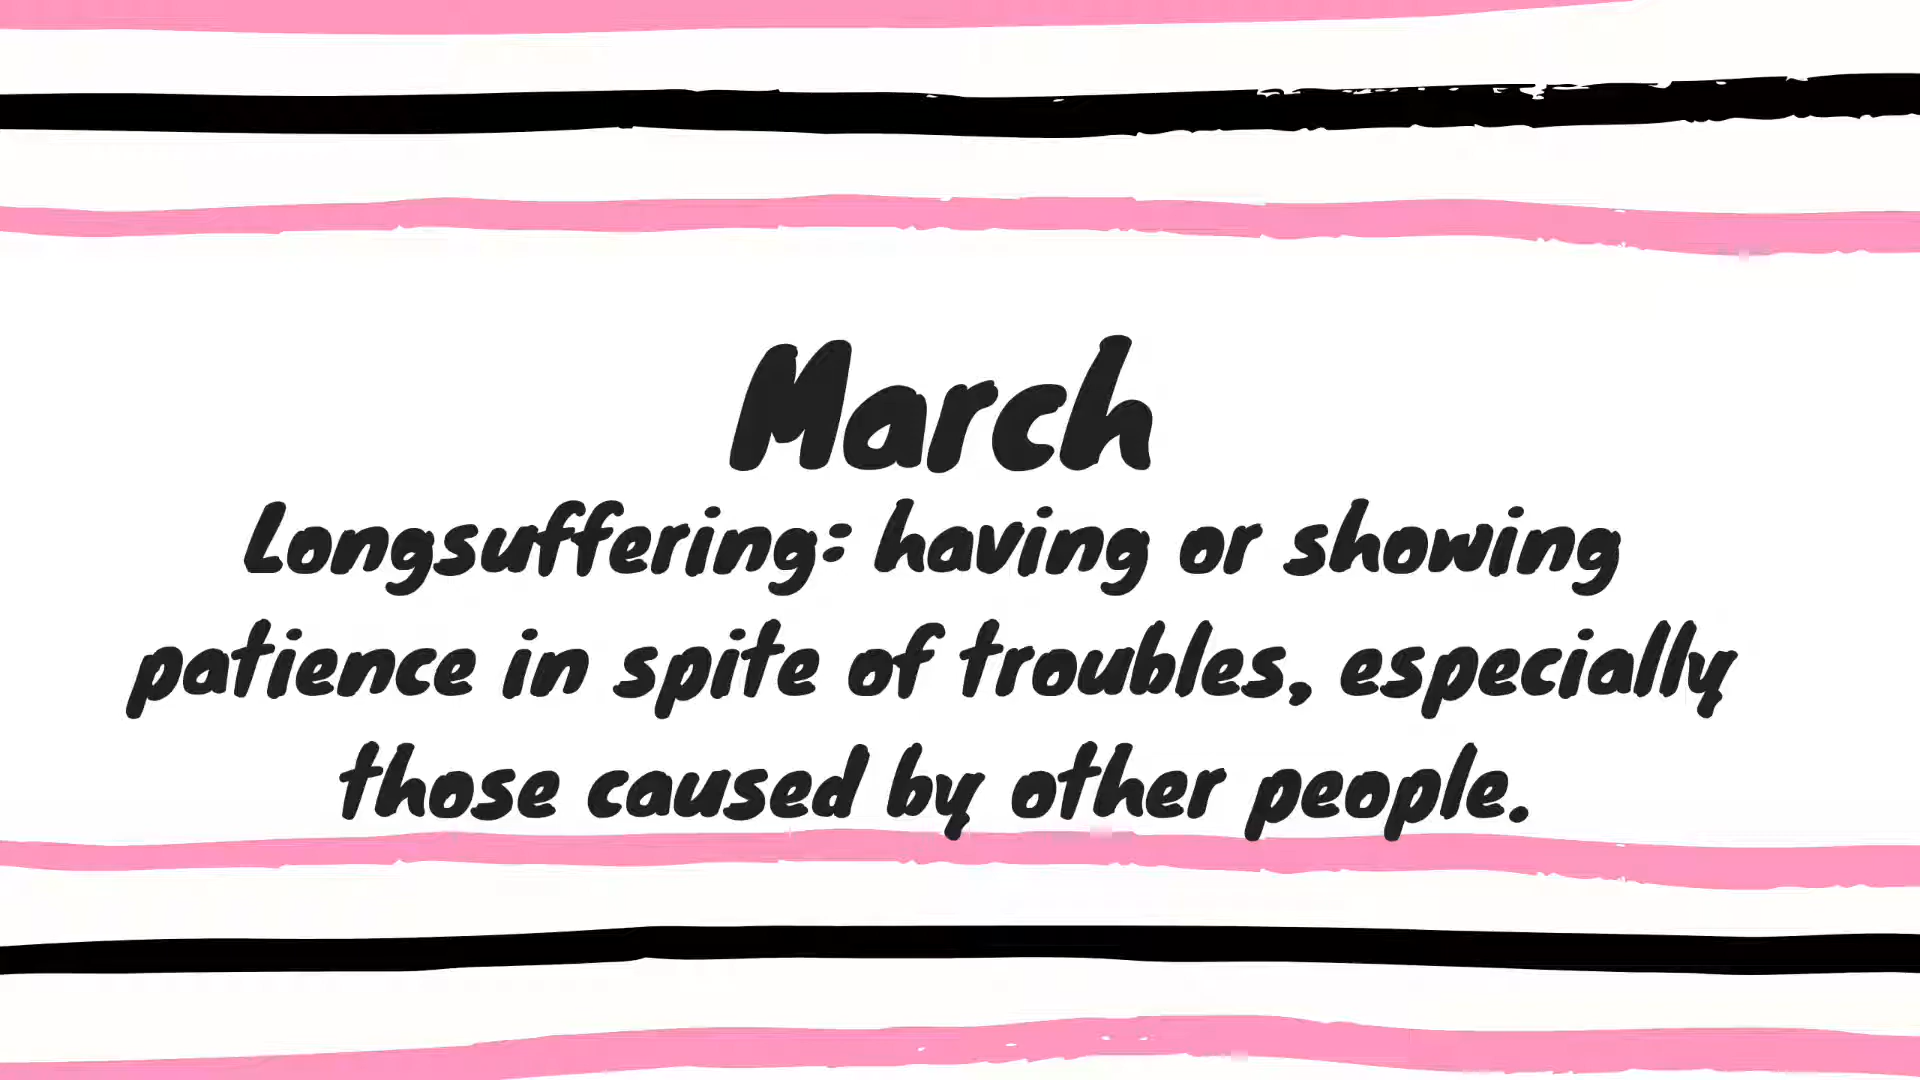 March
Longsuffering: having or showing
patience in spite of troubles, especially
those caused by other people.